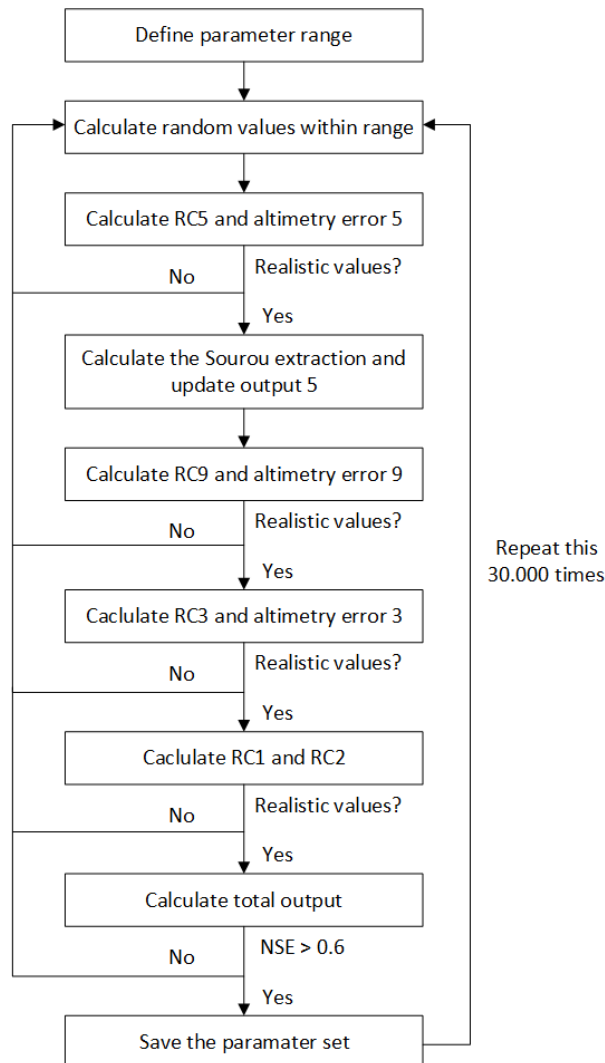 Define parameter range
Calculate random values within range
Calculate RC5 and altimetry error 5
No
Realistic values?
Yes
Calculate the Sourou extraction and
update output 5
Calculate RC9 and altimetry error 9
No
Realistic values?
Yes
Caclulate RC3 and altimetry error 3
No
Realistic values?
Yes
Caclulate RC1 and RC2
No
Realistic values?
Yes
Calculate total output
No
NSE > 0.6
Yes
Save the paramater set
Repeat this
30.000 times